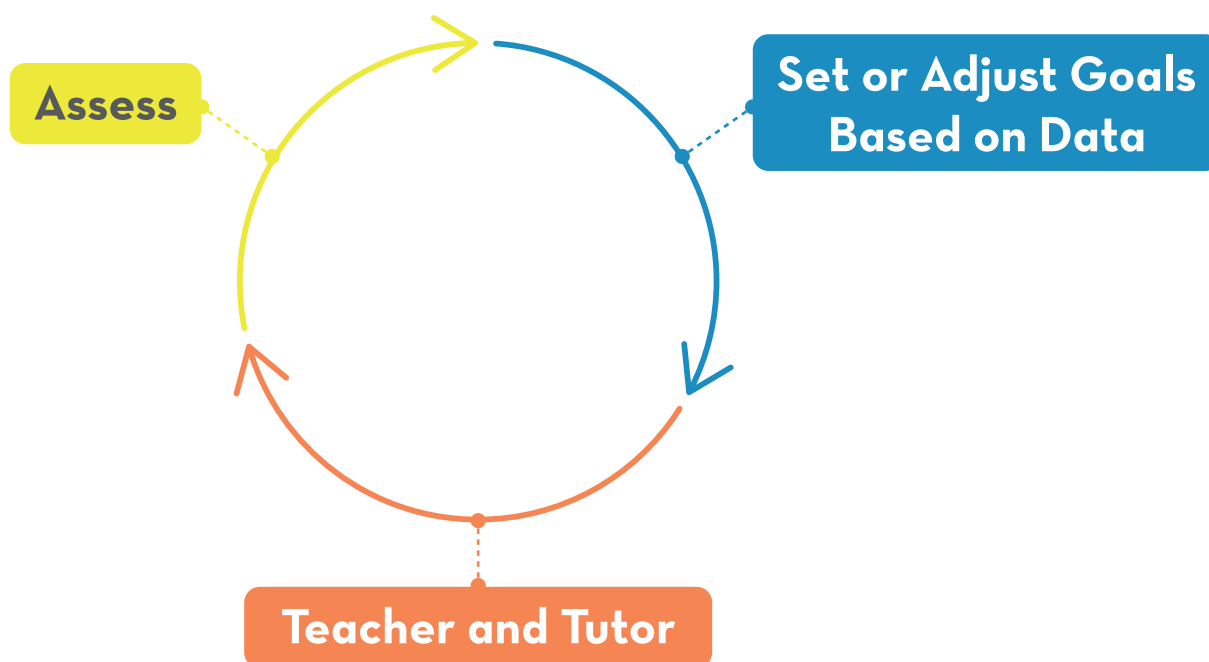 Assess
Set or Adjust Goals
Based on Data
Teacher and Tutor